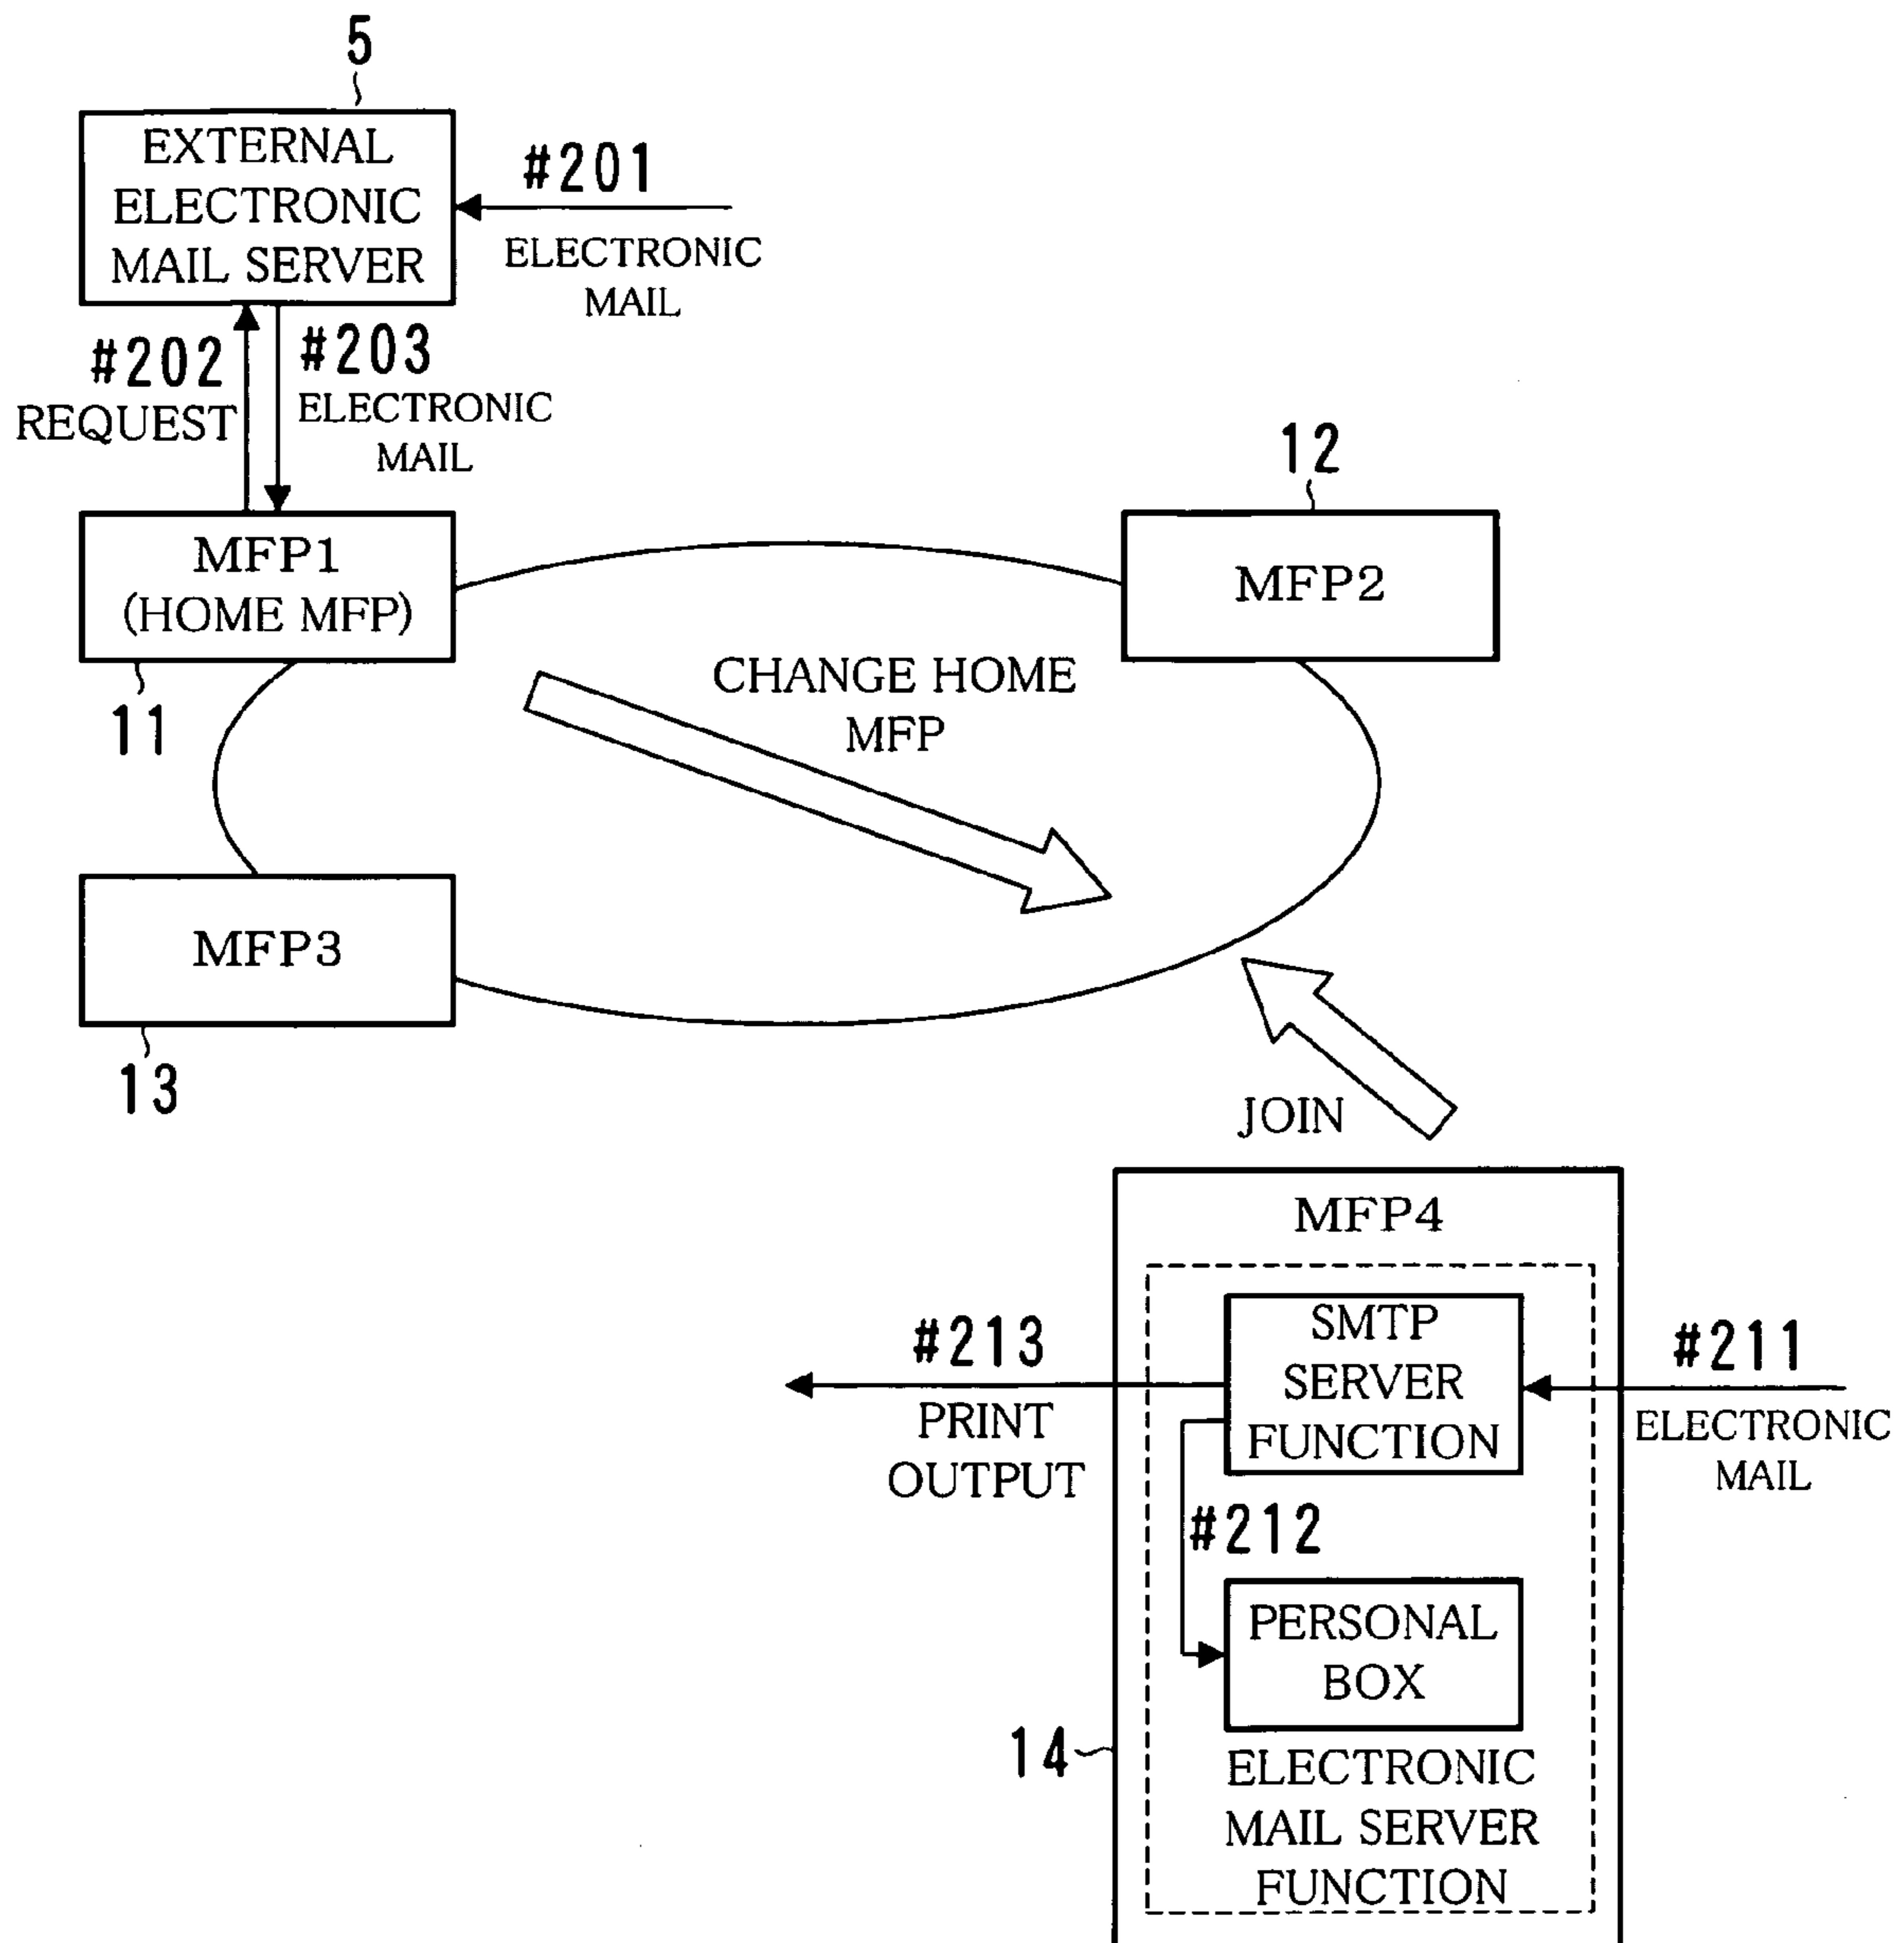 5
EXTERNAL
ELECTRONIC
MAIL SERVER
#201
ELECTRONIC
MAIL
#202
REQUEST
#203
ELECTRONIC
MAIL
12
MFP1
(HOME MFP)
MFP2
11
CHANGE HOME
MFP
MFP3
13
JOIN
MFP4
SMTP
SERVER
FUNCTION
#213
PRINT
OUTPUT
#211
ELECTRONIC
MAIL
#212
PERSONAL
BOX
14
ELECTRONIC
MAIL SERVER
FUNCTION